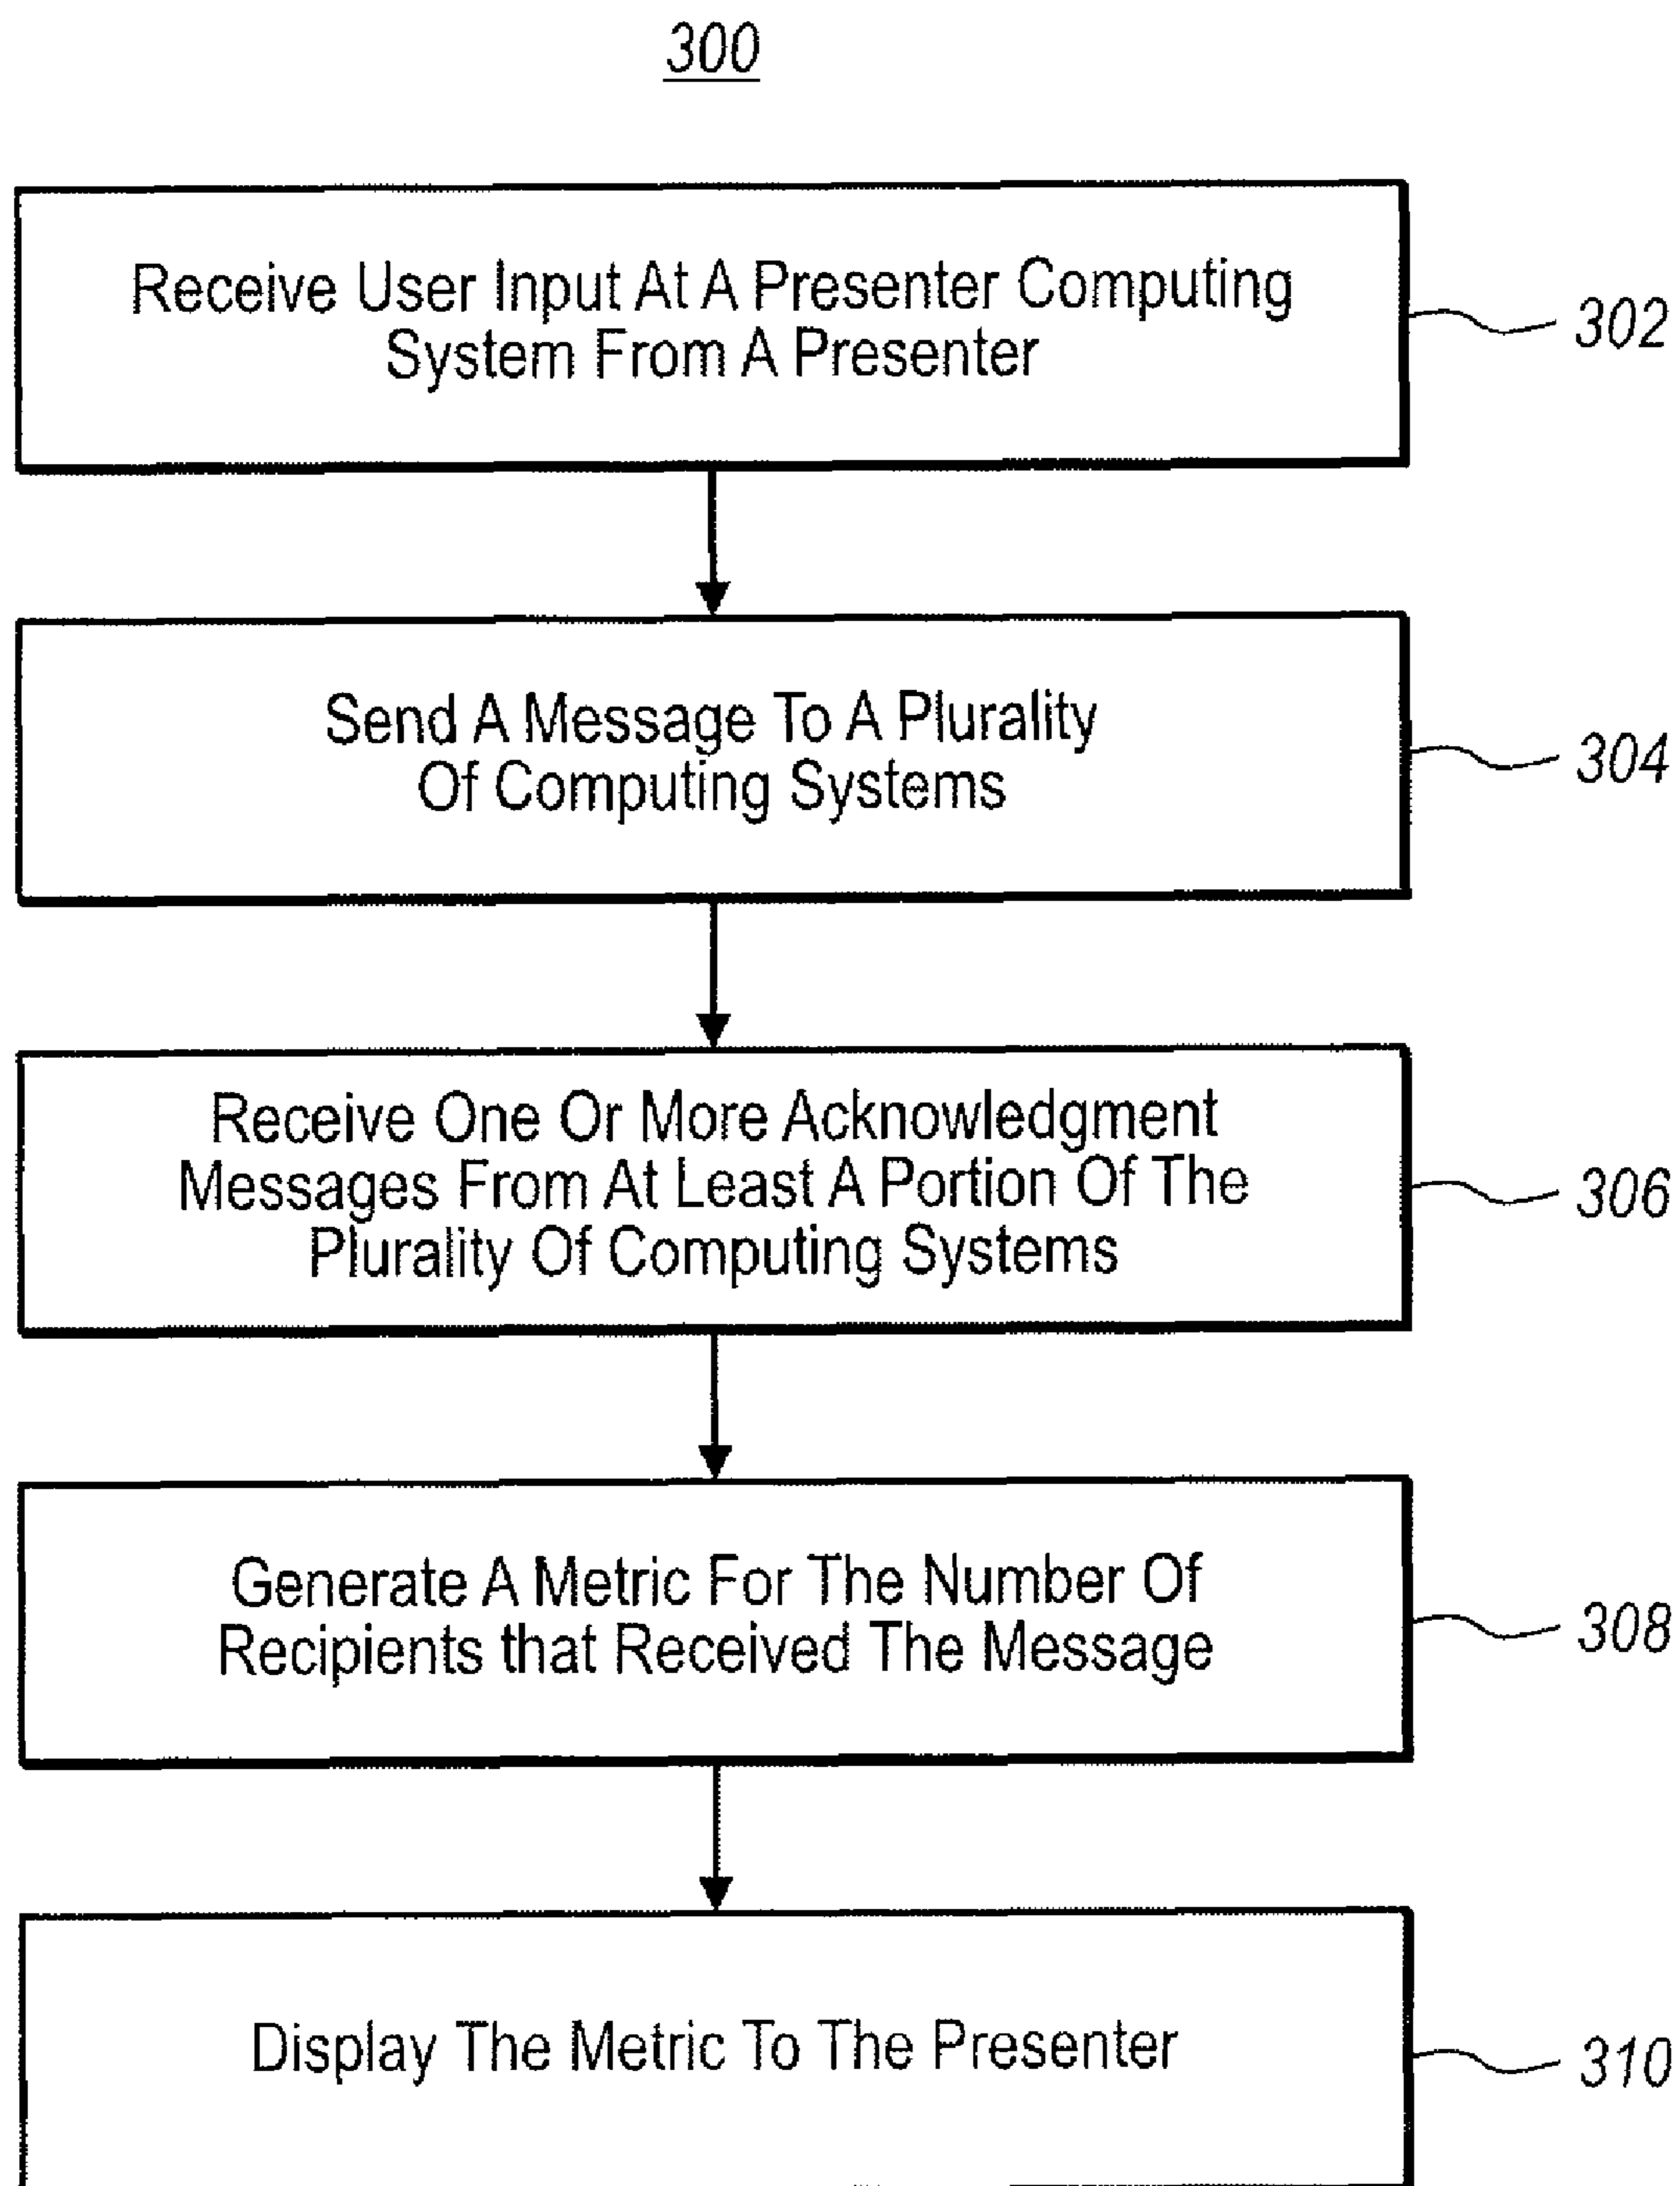 300
Receive User Input At A Presenter Computing
System From A Presenter
302
Send A Message To A Plurality
Of Computing Systems
304
Receive One Or More Acknowledgment
Messages From At Least A Portion Of The
Plurality Of Computing Systems
306
Generate A Metric For The Number Of
Recipients that Received The Message
308
Display The Metric To The Presenter
310